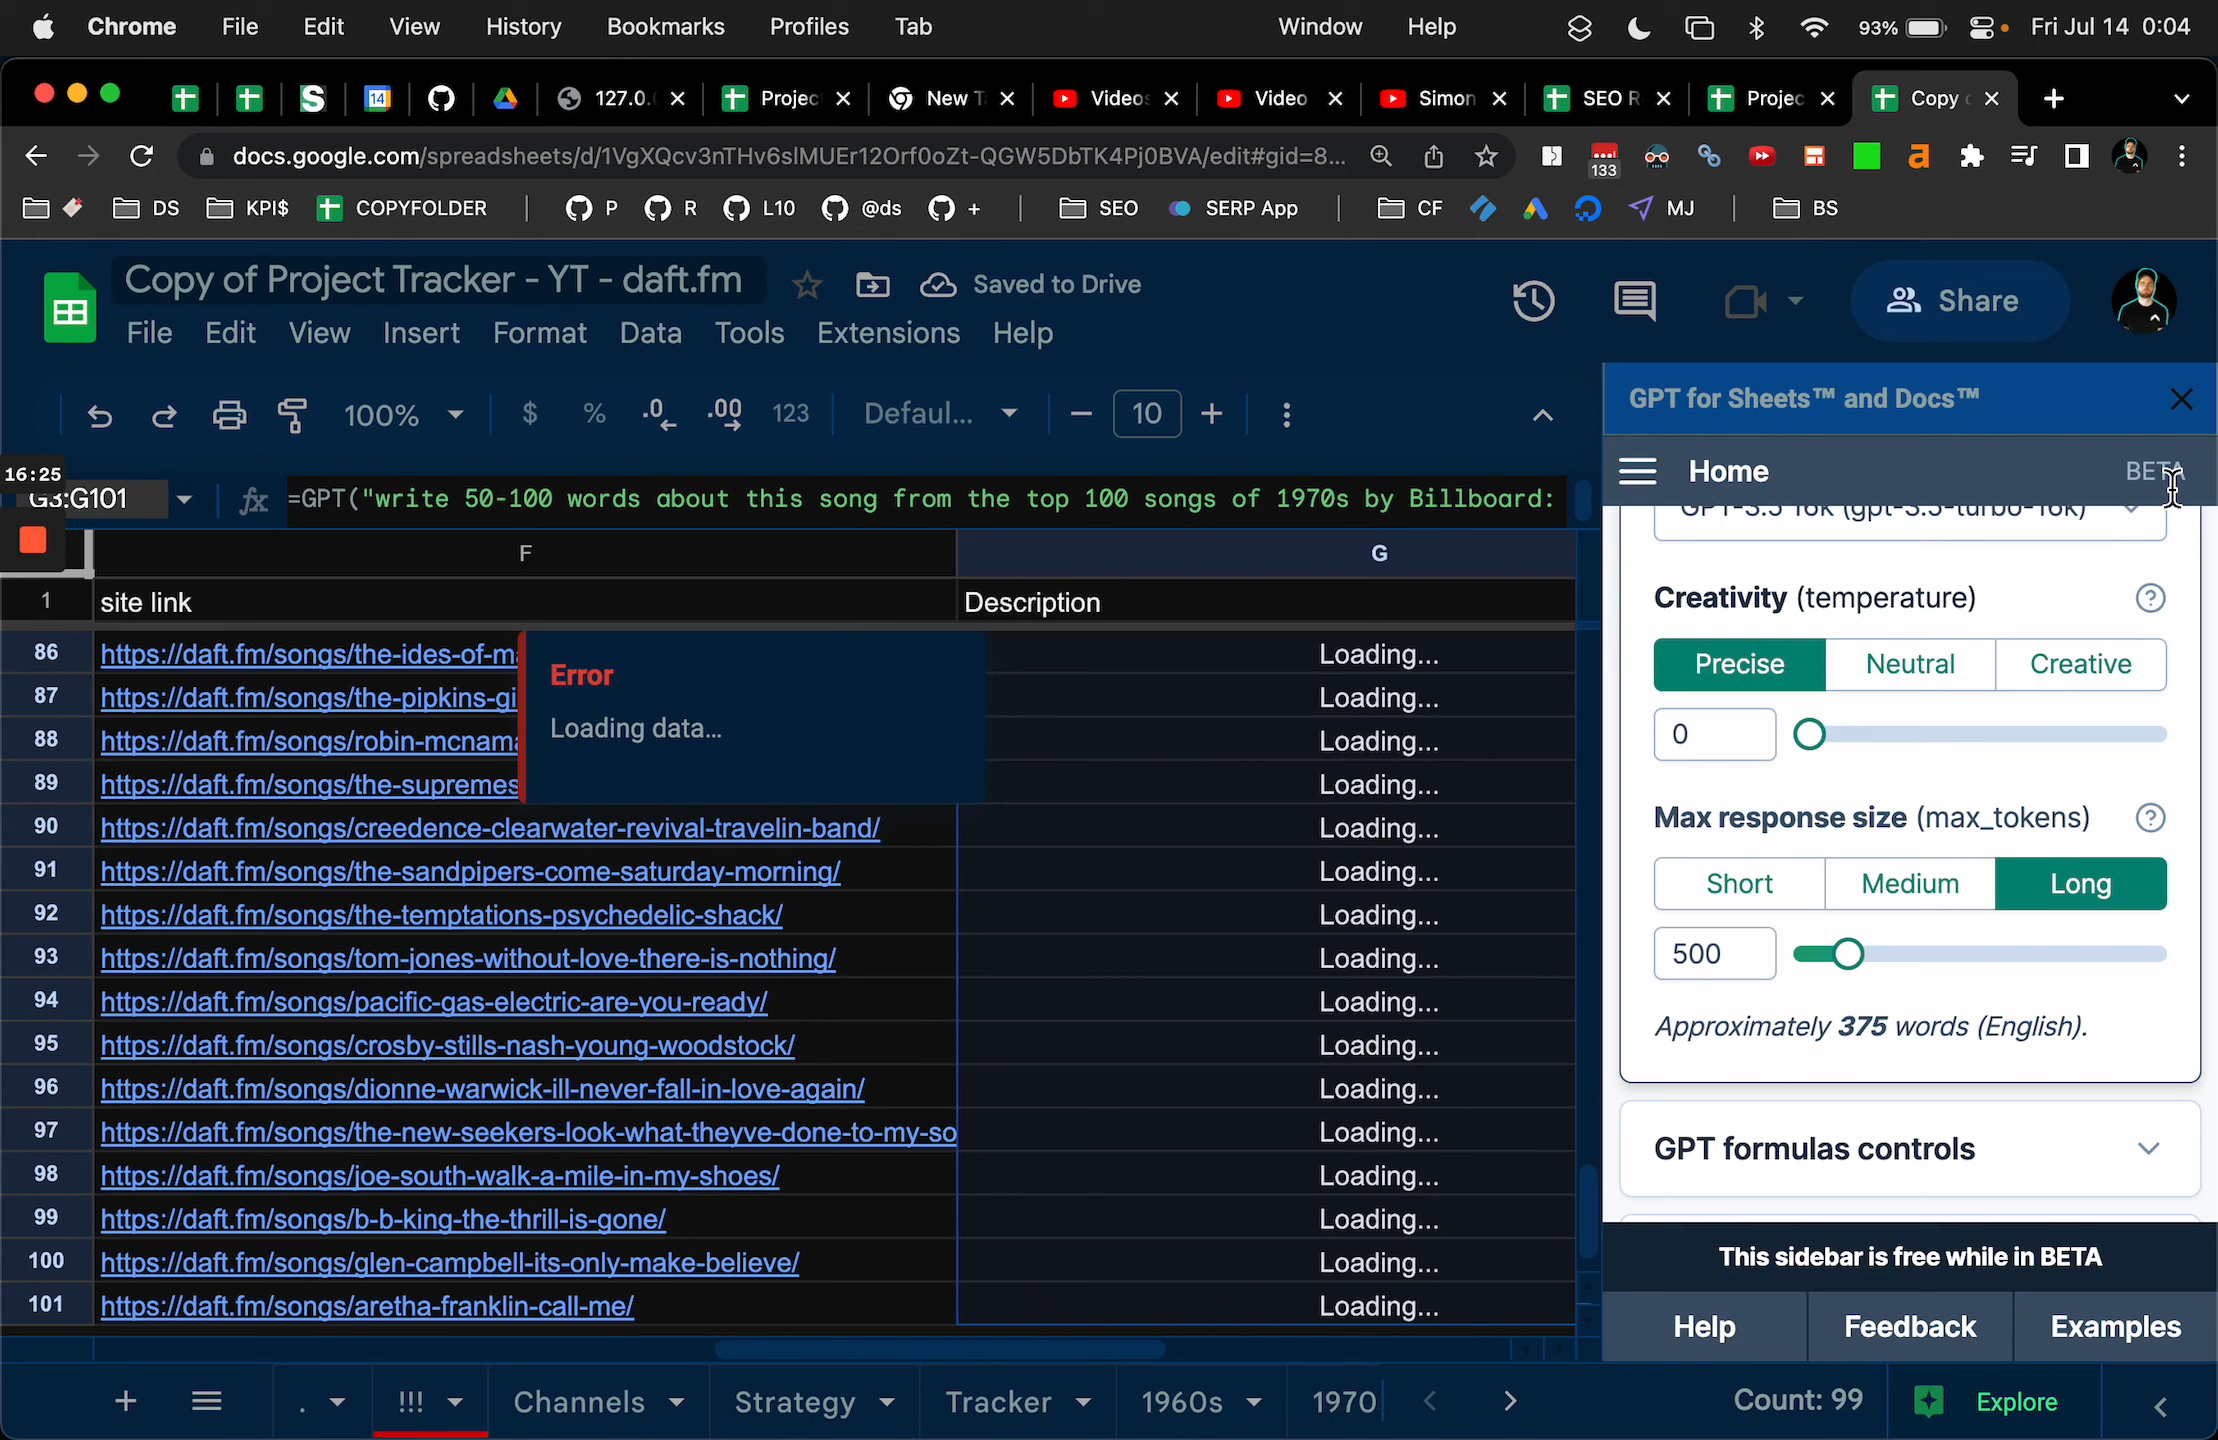 Chrome File Edit View History Bookmarks Profiles Tab Window Help 93% Fri Jul 14 0:04
14 127.0. Projec New T Videos Video Simon SEO R Projec Copy
docs.google.com/spreadsheets/d/1VgXQcv3nTHv6slMUEr12Orf0oZt-QGW5DbTK4Pj0BVA/edit#gid=8... 133
DS KPI$ COPYFOLDER P R L10 @ds + SEO SERP App CF MJ BS
Copy of Project Tracker - YT - daft.fm Saved to Drive
Share
File Edit View Insert Format Data Tools Extensions Help
GPT for Sheets™ and Docs™
100% $ % .0 .00 123 Defaul... 10
16:25
Home BETA
G3:G101 fx =GPT("write 50-100 words about this song from the top 100 songs of 1970s by Billboard:
GPT-3.5 16k (gpt-3.5-turbo-16k)
F G
1 site link Description
86 https://daft.fm/songs/the-ides-of-ma Loading...
87 https://daft.fm/songs/the-pipkins-gi Loading...
88 https://daft.fm/songs/robin-mcnama Loading...
89 https://daft.fm/songs/the-supremes Loading...
Error
Loading data...
90 https://daft.fm/songs/creedence-clearwater-revival-travelin-band/ Loading...
91 https://daft.fm/songs/the-sandpipers-come-saturday-morning/ Loading...
92 https://daft.fm/songs/the-temptations-psychedelic-shack/ Loading...
93 https://daft.fm/songs/tom-jones-without-love-there-is-nothing/ Loading...
94 https://daft.fm/songs/pacific-gas-electric-are-you-ready/ Loading...
95 https://daft.fm/songs/crosby-stills-nash-young-woodstock/ Loading...
96 https://daft.fm/songs/dionne-warwick-ill-never-fall-in-love-again/ Loading...
97 https://daft.fm/songs/the-new-seekers-look-what-theyve-done-to-my-so Loading...
98 https://daft.fm/songs/joe-south-walk-a-mile-in-my-shoes/ Loading...
99 https://daft.fm/songs/b-b-king-the-thrill-is-gone/ Loading...
100 https://daft.fm/songs/glen-campbell-its-only-make-believe/ Loading...
101 https://daft.fm/songs/aretha-franklin-call-me/ Loading...
Creativity (temperature) ?
Precise Neutral Creative
0
Max response size (max_tokens) ?
Short Medium Long
500
Approximately 375 words (English).
GPT formulas controls
This sidebar is free while in BETA
Help Feedback Examples
+ . !!! Channels Strategy Tracker 1960s 1970 Count: 99 Explore